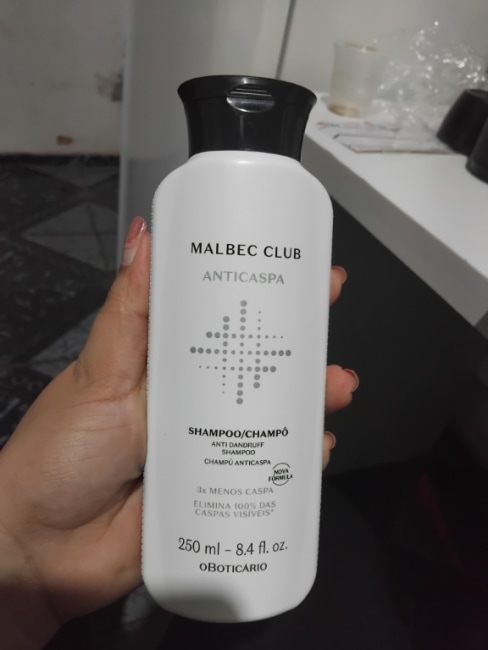 MALBEC CLUB
ANTICASPA
SHAMPOO/CHAMPÔ
ANTI DANDRUFF
SHAMPOO
CHAMPÚ ANTICASPA
NOVA
FÓRMULA
3x MENOS CASPA
ELIMINA 100% DAS
CASPAS VISÍVEIS*
250 ml – 8.4 fl. oz.
oBOTICÁRIO